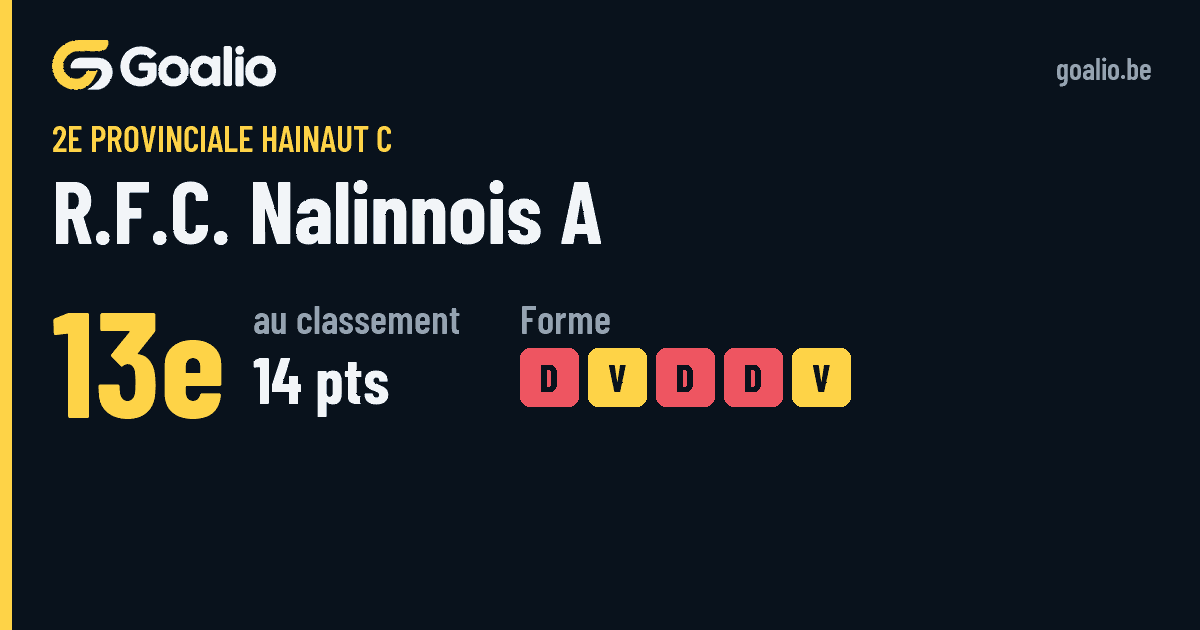 Goalio
goalio.be
2E PROVINCIALE HAINAUT C
R.F.C. Nalinnois A
13e
au classement
14 pts
Forme
D V D D V